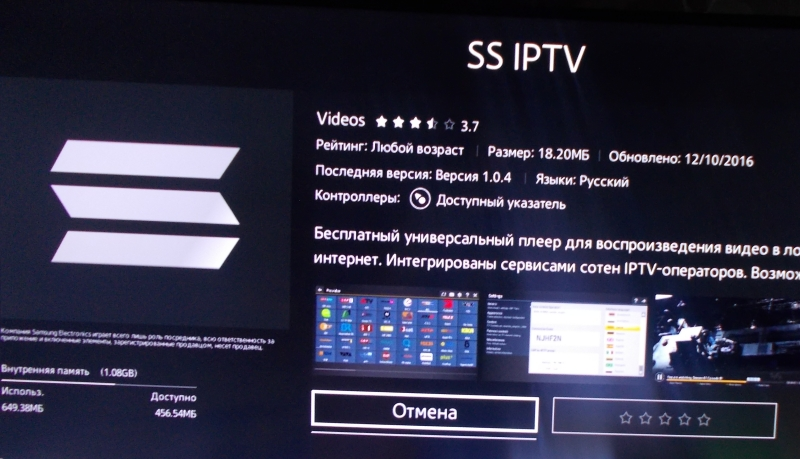 SS IPTV
Videos 3.7
Рейтинг: Любой возраст | Размер: 18.20МБ | Обновлено: 12/10/2016
Последняя версия: Версия 1.0.4 | Языки: Русский
Контроллеры: Доступный указатель
Бесплатный универсальный плеер для воспроизведения видео в ло
интернет. Интегрированы сервисами сотен IPTV-операторов. Возмож
Settings
NJHF2N
Компания Samsung Electronics играет всего лишь роль посредника, всю ответственность за
приложение и включенные элементы, зарегистрированные продавцом, несет продавец.
Внутренняя память (1.08GB)
Использ. Доступно
649.38МБ 456.54МБ
Отмена